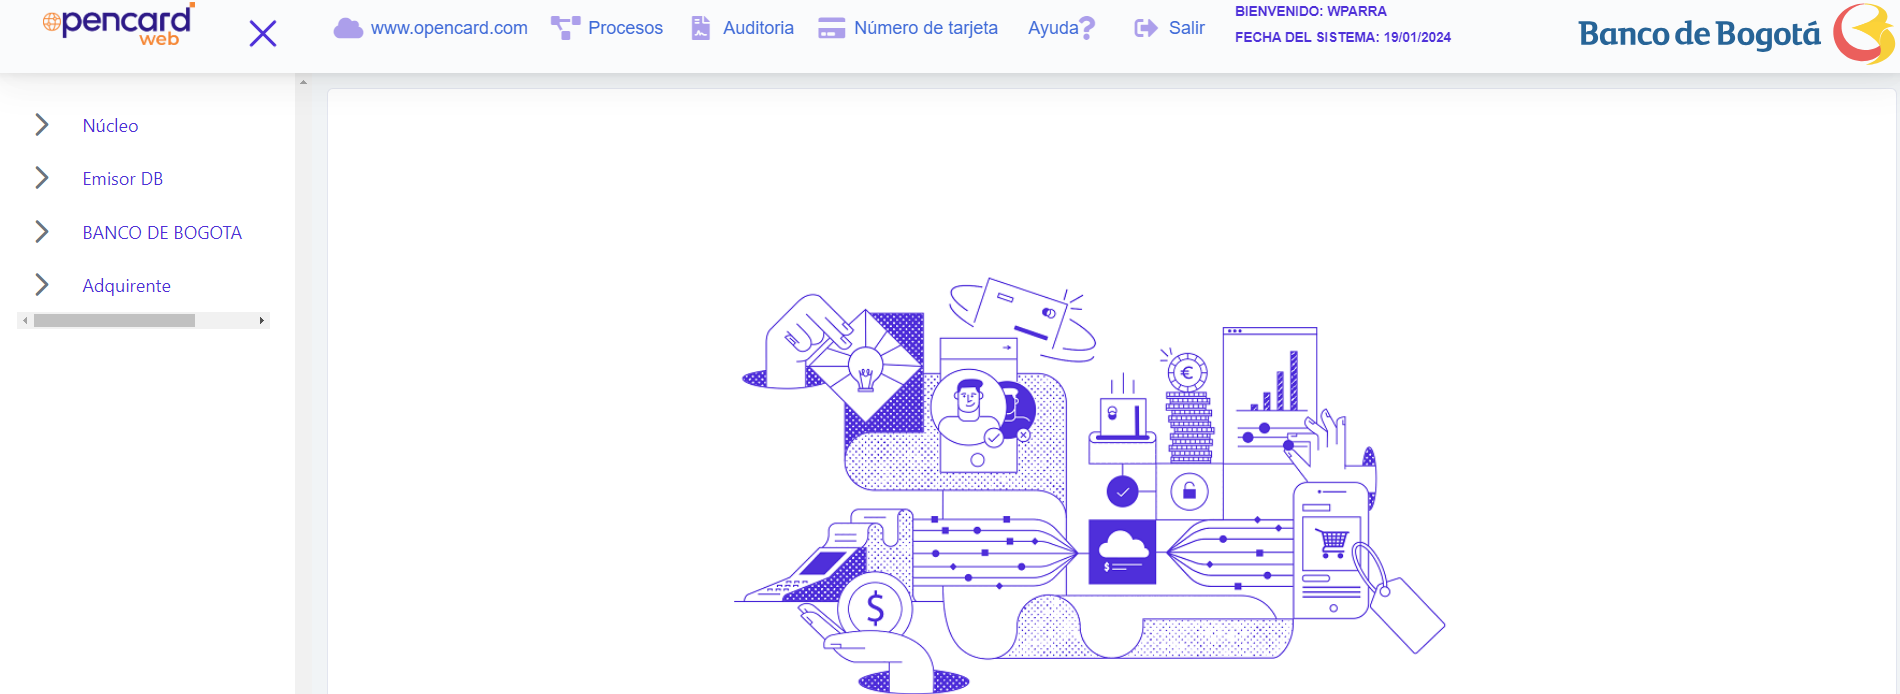 opencard
web
www.opencard.com
Procesos
Auditoria
Número de tarjeta
Ayuda?
Salir
BIENVENIDO: WPARRA
FECHA DEL SISTEMA: 19/01/2024
Banco de Bogotá
Núcleo
Emisor DB
BANCO DE BOGOTA
Adquirente
€
$
$